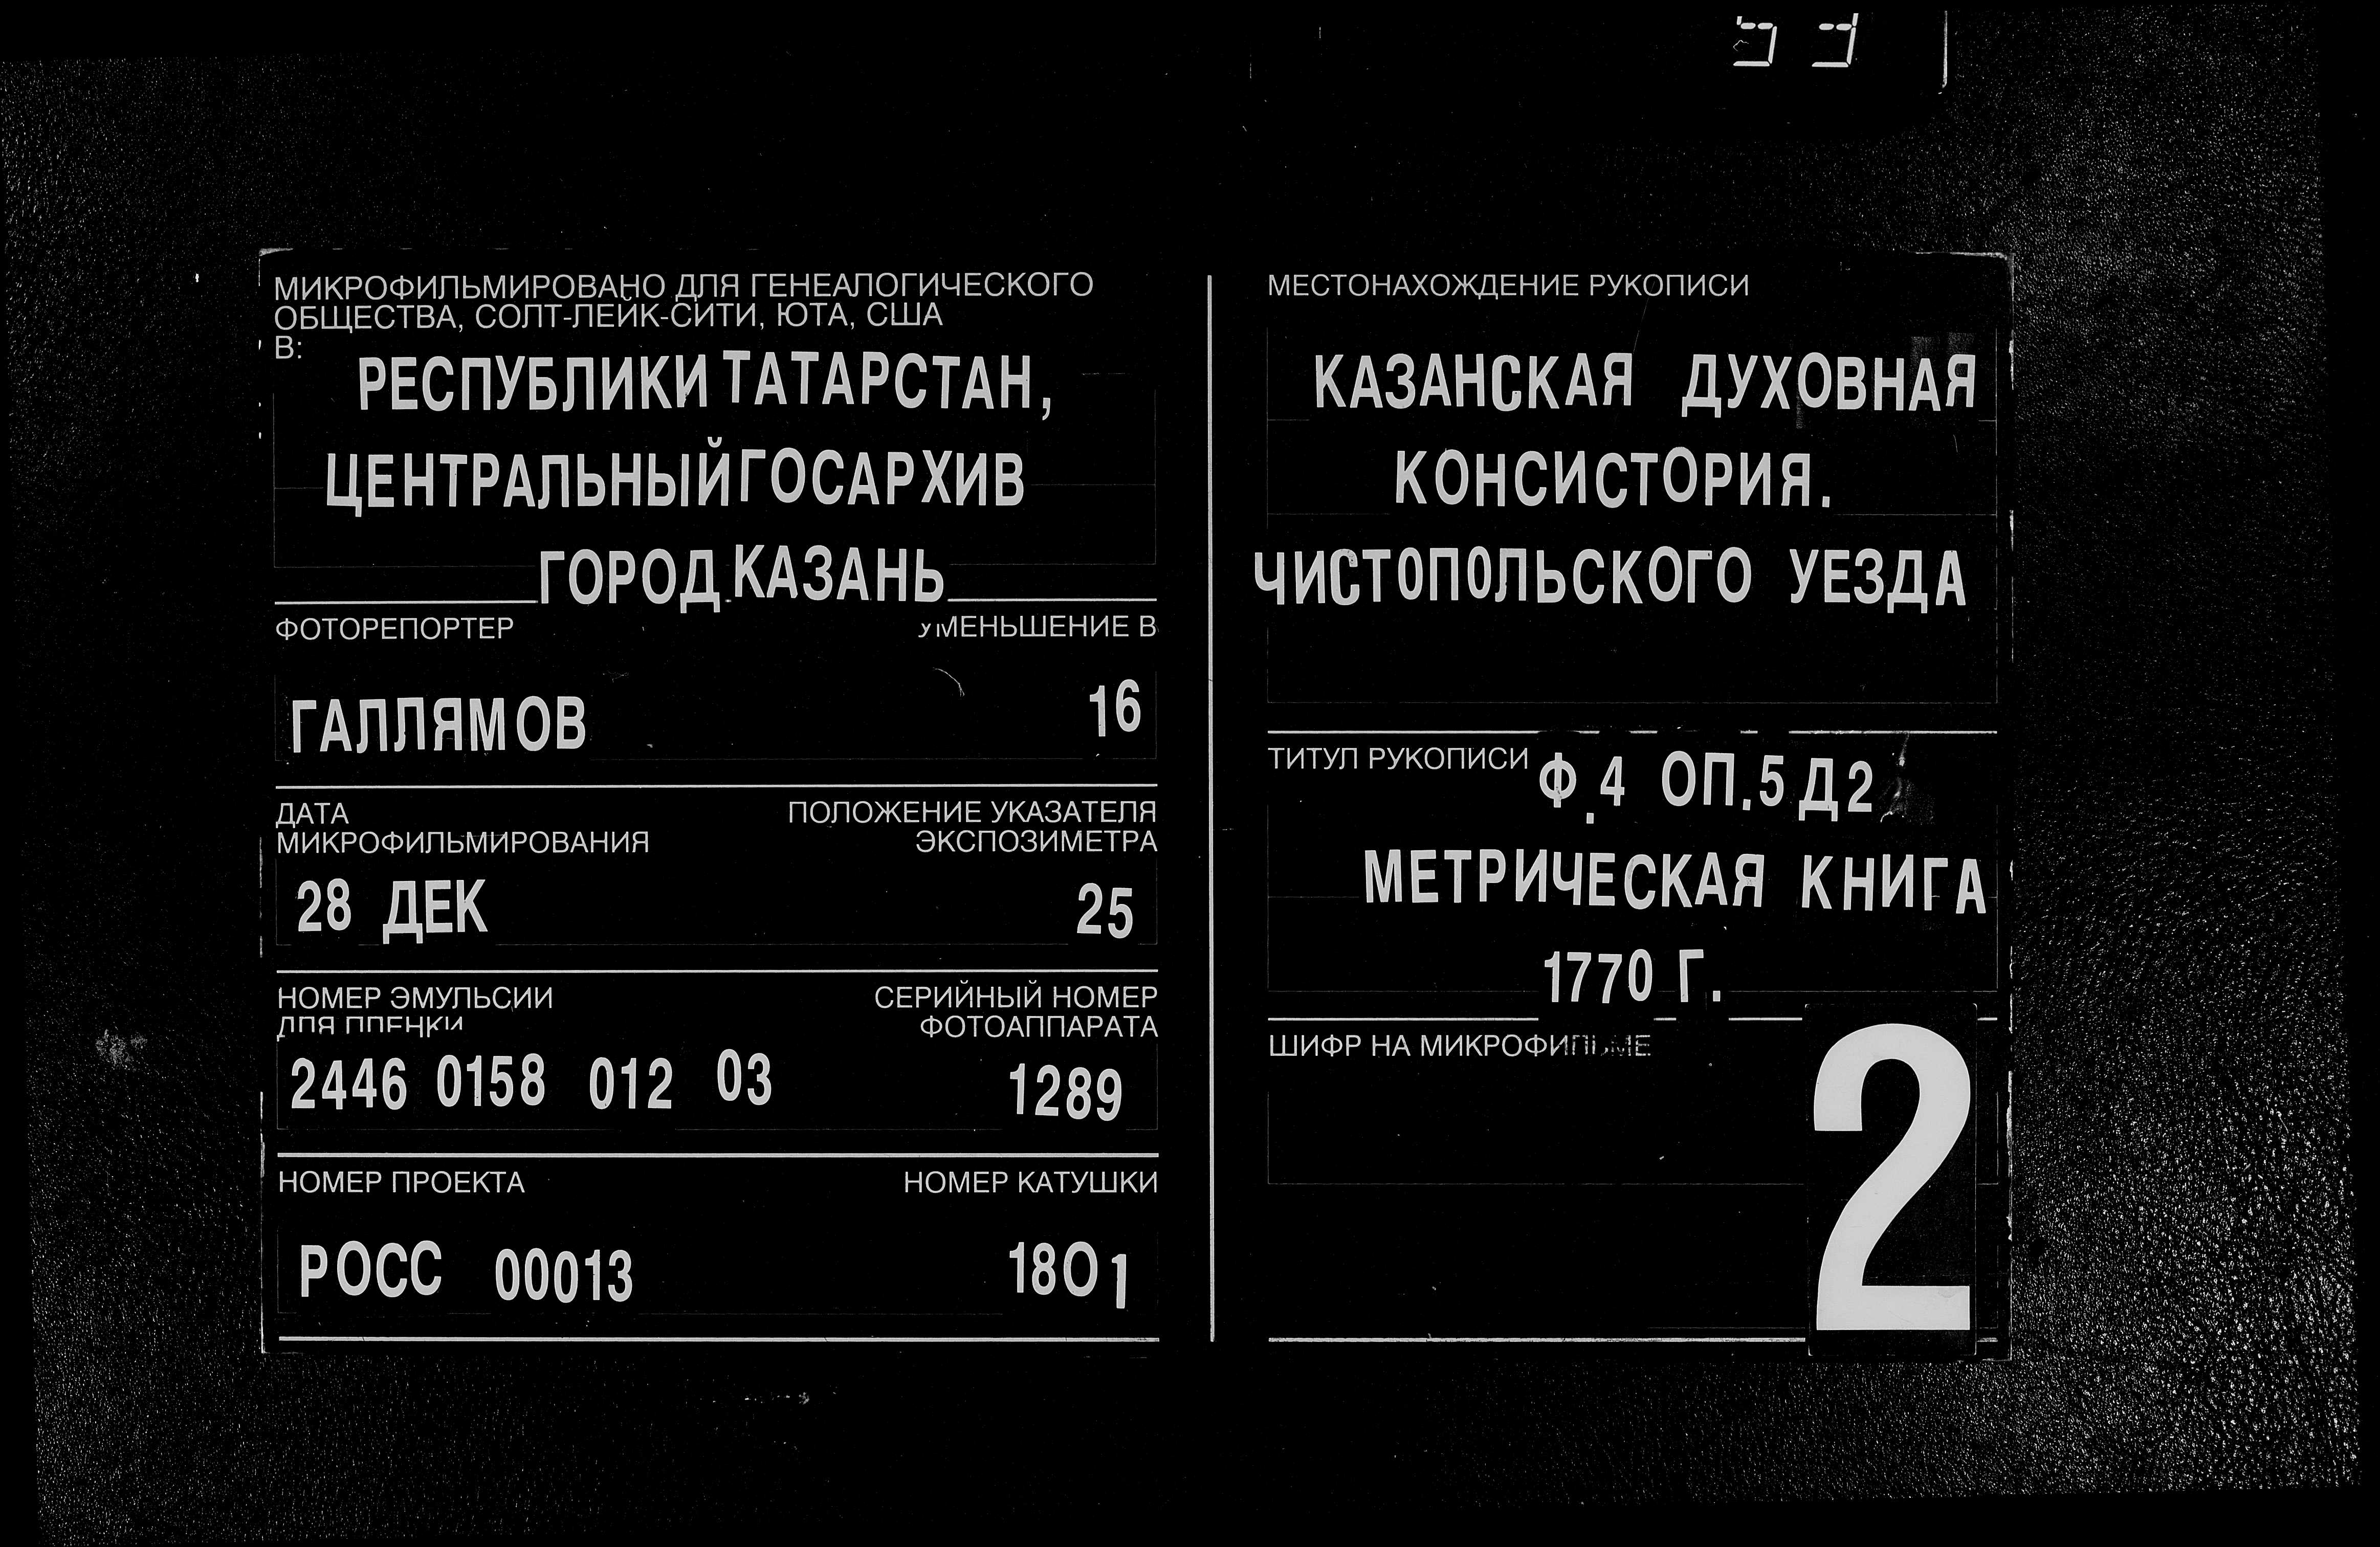 МИКРОФИЛЬМИРОВАНО ДЛЯ ГЕНЕАЛОГИЧЕСКОГО
ОБЩЕСТВА, СОЛТ-ЛЕЙК-СИТИ, ЮТА, США
В:
РЕСПУБЛИКИ ТАТАРСТАН,
ЦЕНТРАЛЬНЫЙ ГОСАРХИВ
ГОРОД КАЗАНЬ
ФОТОРЕПОРТЕР УМЕНЬШЕНИЕ В
ГАЛЛЯМОВ 16
ДАТА ПОЛОЖЕНИЕ УКАЗАТЕЛЯ
МИКРОФИЛЬМИРОВАНИЯ ЭКСПОЗИМЕТРА
28 ДЕК 25
НОМЕР ЭМУЛЬСИИ СЕРИЙНЫЙ НОМЕР
ДЛЯ ПЛЕНКИ ФОТОАППАРАТА
2446 0158 012 03 1289
НОМЕР ПРОЕКТА НОМЕР КАТУШКИ
РОСС 00013 1801
МЕСТОНАХОЖДЕНИЕ РУКОПИСИ
КАЗАНСКАЯ ДУХОВНАЯ
КОНСИСТОРИЯ.
ЧИСТОПОЛЬСКОГО УЕЗДА
ТИТУЛ РУКОПИСИ Ф.4 ОП.5 Д2
МЕТРИЧЕСКАЯ КНИГА
1770 Г.
ШИФР НА МИКРОФИЛЬМЕ
2